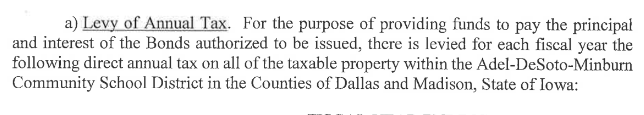 a) Levy of Annual Tax. For the purpose of providing funds to pay the principal
and interest of the Bonds authorized to be issued, there is levied for each fiscal year the
following direct annual tax on all of the taxable property within the Adel-DeSoto-Minburn
Community School District in the Counties of Dallas and Madison, State of Iowa: